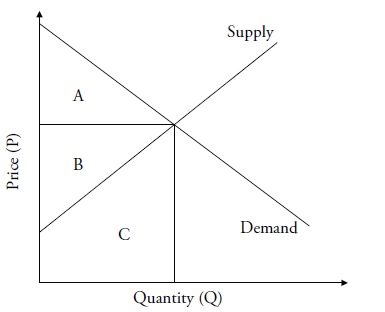 Supply
A
B
Price (P)
C
Demand
Quantity (Q)